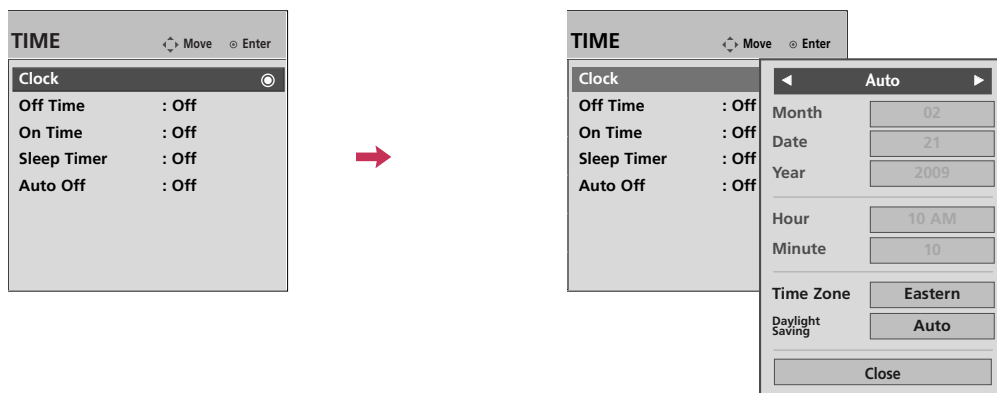 TIME Move Enter
Clock
Off Time : Off
On Time : Off
Sleep Timer : Off
Auto Off : Off
TIME Move Enter
Clock
Off Time : Off
On Time : Off
Sleep Timer : Off
Auto Off : Off
Auto
Month 02
Date 21
Year 2009
Hour 10 AM
Minute 10
Time Zone Eastern
Daylight
Saving Auto
Close